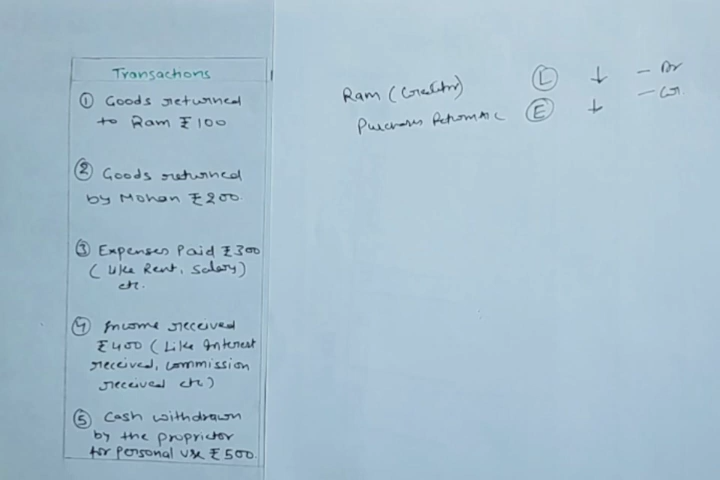 Transactions
① Goods returned
to Ram ₹100
② Goods returned
by Mohan ₹200.
③ Expenses Paid ₹300
(Like Rent, Salary)
etc.
④ Income received
₹400 (Like Interest
received, commission
received etc)
⑤ Cash withdrawn
by the proprietor
for Personal use ₹500.
Ram (Creditor) Ⓛ ↓ — Dr
Purchases Return A/c Ⓔ ↓ — Cr.